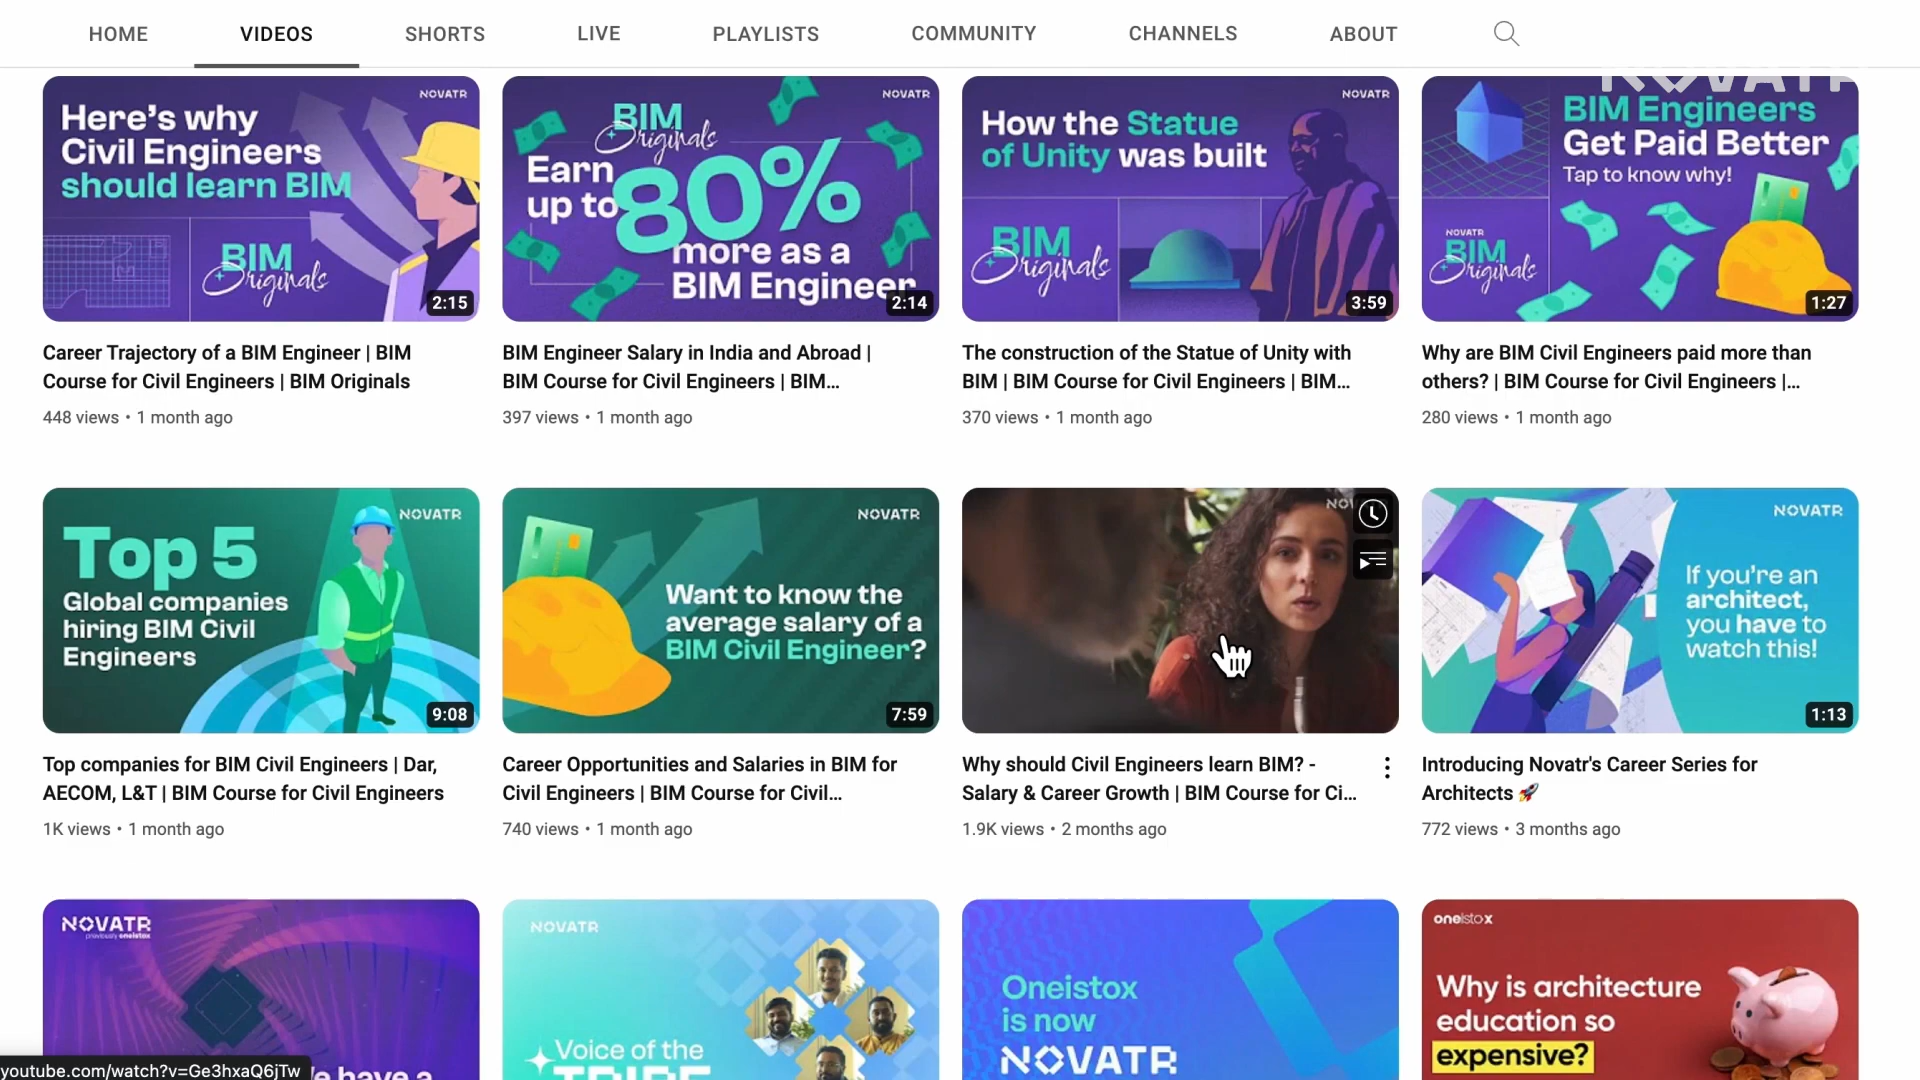 HOME VIDEOS SHORTS LIVE PLAYLISTS COMMUNITY CHANNELS ABOUT
NOVATR
NOVATR
Here's why
Civil Engineers
should learn BIM
BIM
Originals
2:15
NOVATR
BIM
Originals
Earn
up to
80%
more as a
BIM Engineer
2:14
NOVATR
How the Statue
of Unity was built
BIM
Originals
3:59
BIM Engineers
Get Paid Better
Tap to know why!
NOVATR
BIM
Originals
1:27
Career Trajectory of a BIM Engineer | BIM
Course for Civil Engineers | BIM Originals
448 views • 1 month ago
BIM Engineer Salary in India and Abroad |
BIM Course for Civil Engineers | BIM...
397 views • 1 month ago
The construction of the Statue of Unity with
BIM | BIM Course for Civil Engineers | BIM...
370 views • 1 month ago
Why are BIM Civil Engineers paid more than
others? | BIM Course for Civil Engineers |...
280 views • 1 month ago
NOVATR
Top 5
Global companies
hiring BIM Civil
Engineers
9:08
NOVATR
Want to know the
average salary of a
BIM Civil Engineer?
7:59
NOV
NOVATR
If you're an
architect,
you have to
watch this!
1:13
Top companies for BIM Civil Engineers | Dar,
AECOM, L&T | BIM Course for Civil Engineers
1K views • 1 month ago
Career Opportunities and Salaries in BIM for
Civil Engineers | BIM Course for Civil...
740 views • 1 month ago
Why should Civil Engineers learn BIM? -
Salary & Career Growth | BIM Course for Ci...
1.9K views • 2 months ago
Introducing Novatr's Career Series for
Architects 🚀
772 views • 3 months ago
NOVATR
previously oneistox
have a
NOVATR
Voice of the
TRIBE
Oneistox
is now
NOVATR
oneistox
Why is architecture
education so
expensive?
youtube.com/watch?v=Ge3hxaQ6jTw